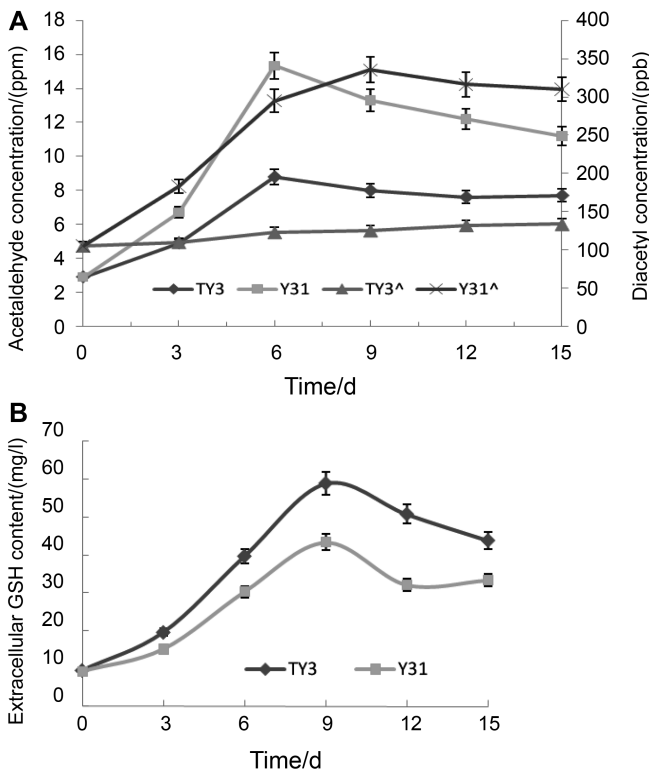 A
Acetaldehyde concentration/(ppm)
18
16
14
12
10
8
6
4
2
0
400
350
300
250
200
150
100
50
0
Diacetyl concentration/(ppb)
TY3 Y31 TY3^ Y31^
0 3 6 9 12 15
Time/d
B
Extracellular GSH content/(mg/l)
70
60
50
40
30
20
10
0
TY3 Y31
0 3 6 9 12 15
Time/d